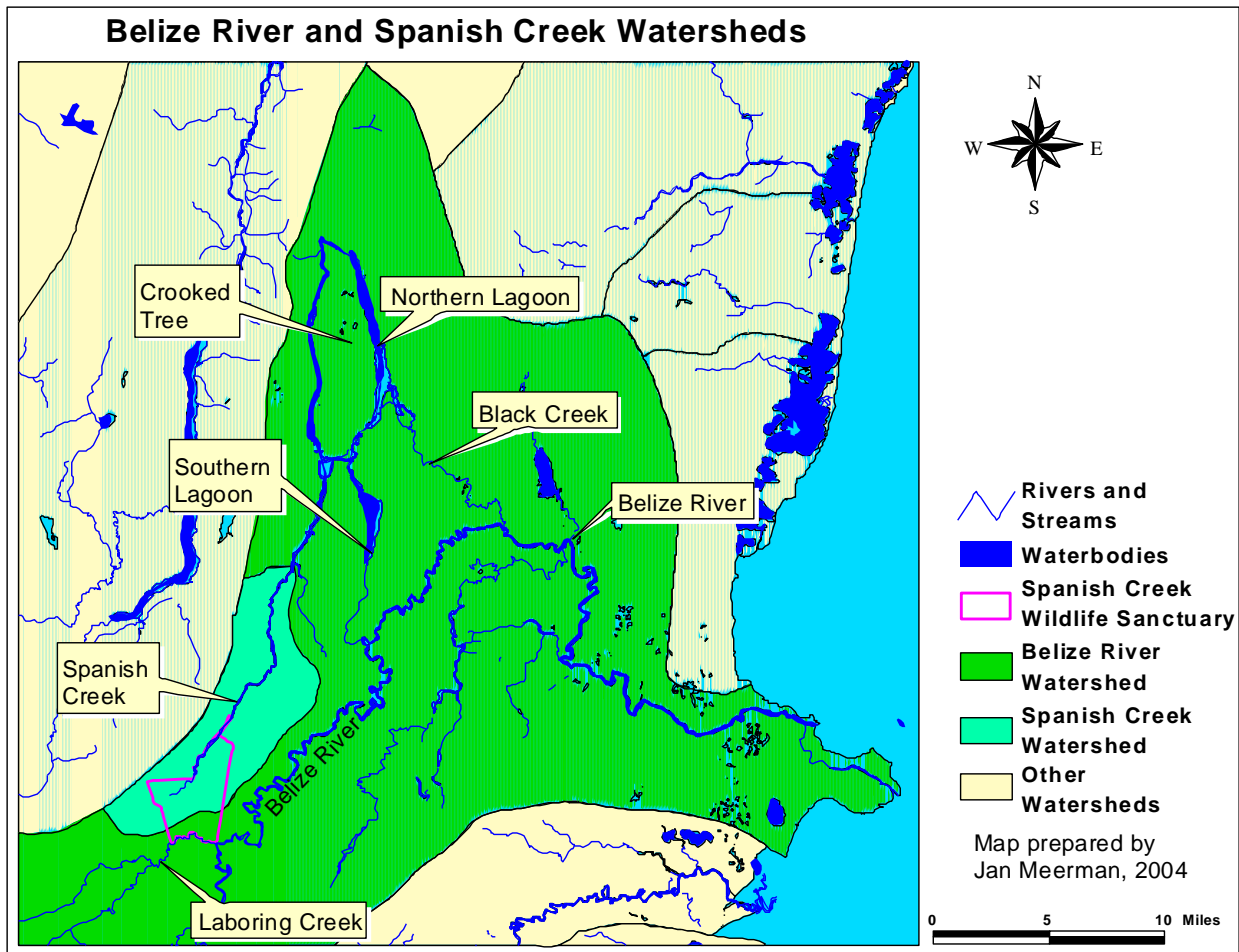 Belize River and Spanish Creek Watersheds
N
W
E
S
Crooked
Tree
Northern Lagoon
Black Creek
Southern
Lagoon
Belize River
Spanish
Creek
Belize River
Laboring Creek
Rivers and
Streams
Waterbodies
Spanish Creek
Wildlife Sanctuary
Belize River
Watershed
Spanish Creek
Watershed
Other
Watersheds
Map prepared by
Jan Meerman, 2004
0 5 10 Miles